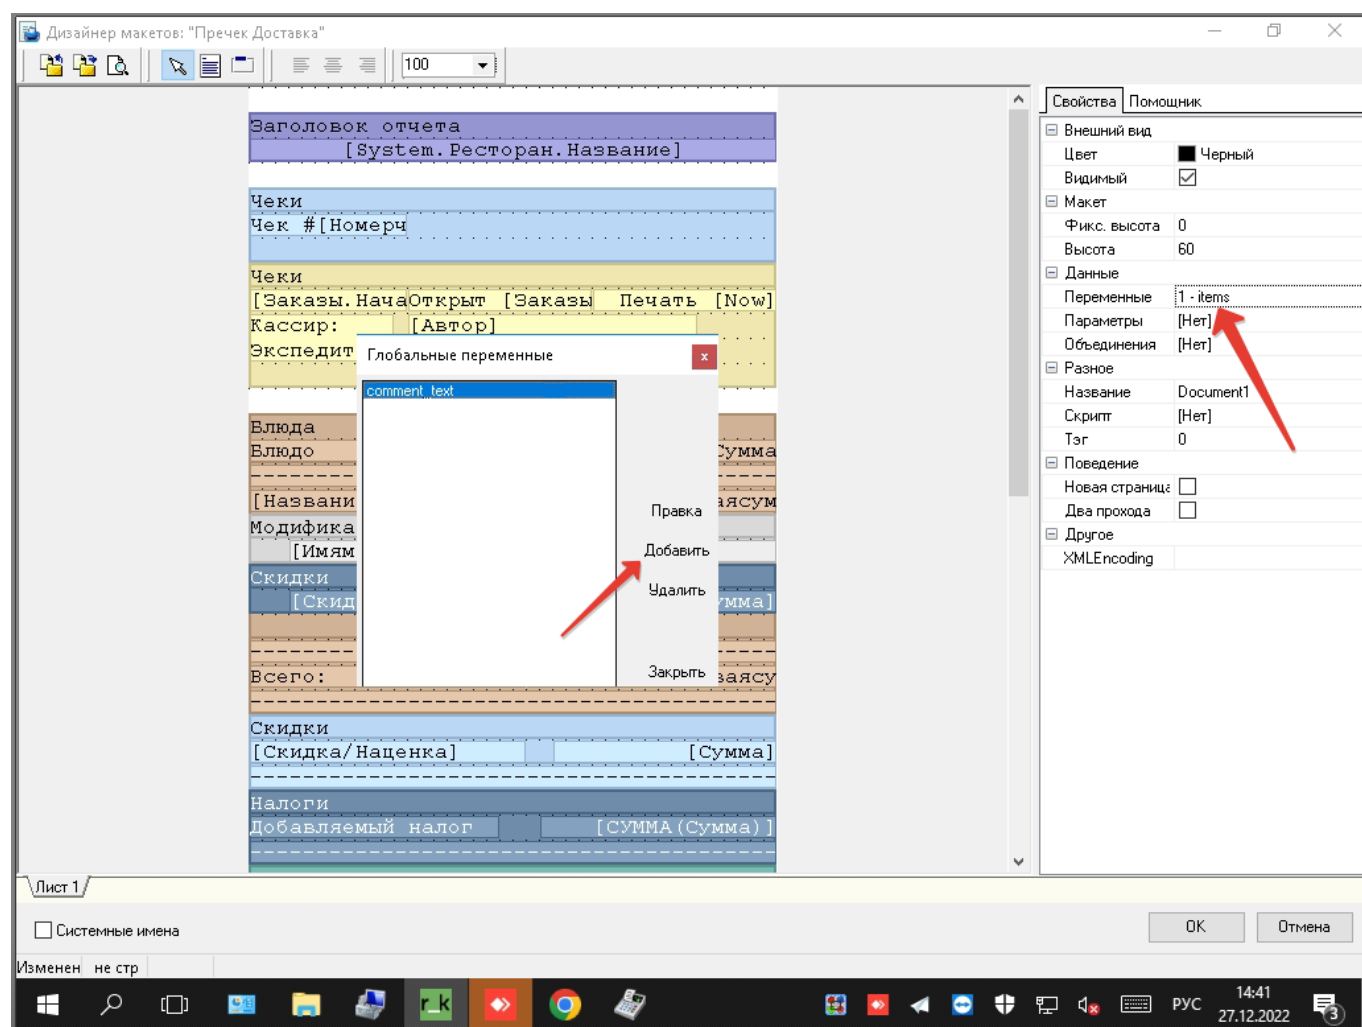 Дизайнер макетов: "Пречек Доставка"
100
Заголовок отчета
[System.Ресторан.Название]
Чеки
Чек #[Номерч
Чеки
[Заказы.Нача Открыт [Заказы Печать [Now]
Кассир: [Автор]
Экспедит
Глобальные переменные
x
comment_text
Правка
Добавить
Удалить
Закрыть
Блюда
Блюдо Сумма
[Названи аясум
Модифика
[Имям
Скидки
[Скид умма]
Всего: ваясу
Скидки
[Скидка/Наценка] [Сумма]
Налоги
Добавляемый налог [СУММА(Сумма)]
Свойства Помощник
Внешний вид
Цвет Черный
Видимый
Макет
Фикс. высота 0
Высота 60
Данные
Переменные 1 - items
Параметры [Нет]
Объединения [Нет]
Разное
Название Document1
Скрипт [Нет]
Тэг 0
Поведение
Новая страница
Два прохода
Другое
XMLEncoding
Лист 1
Системные имена
OK Отмена
Изменен не стр
r_k
РУС
14:41
27.12.2022
3